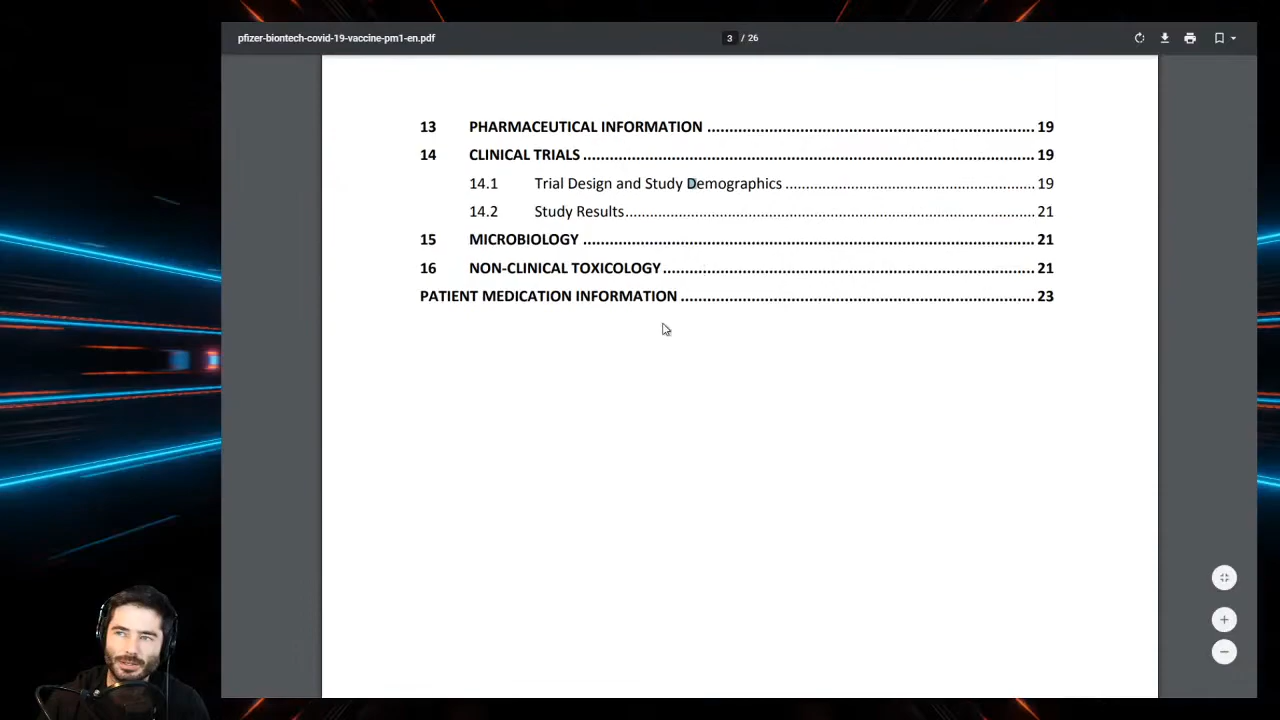 pfizer-biontech-covid-19-vaccine-pm1-en.pdf 3 / 26
13 PHARMACEUTICAL INFORMATION ................................................................. 19
14 CLINICAL TRIALS ........................................................................................... 19
14.1 Trial Design and Study Demographics .................................................. 19
14.2 Study Results ................................................................................... 21
15 MICROBIOLOGY ........................................................................................... 21
16 NON-CLINICAL TOXICOLOGY ......................................................................... 21
PATIENT MEDICATION INFORMATION ...................................................................... 23